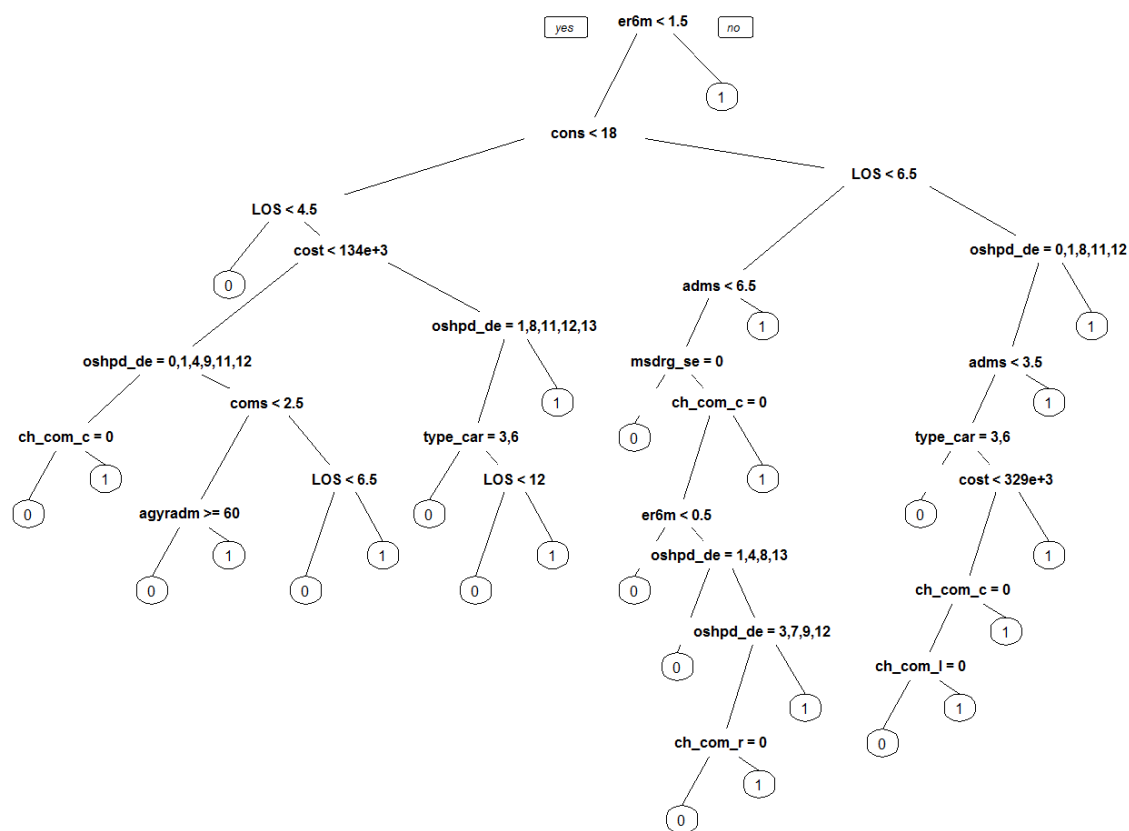 yes er6m < 1.5 no
1
cons < 18
LOS < 6.5
LOS < 4.5
cost < 134e+3
oshpd_de = 0,1,8,11,12
0
adms < 6.5
oshpd_de = 1,8,11,12,13
1
1
oshpd_de = 0,1,4,9,11,12
msdrg_se = 0
adms < 3.5
coms < 2.5
1
ch_com_c = 0
1
ch_com_c = 0
type_car = 3,6
0
type_car = 3,6
1
LOS < 6.5
LOS < 12
1
cost < 329e+3
0
agyradm >= 60
0
er6m < 0.5
0
1
1
1
oshpd_de = 1,4,8,13
1
0
0
0
0
ch_com_c = 0
oshpd_de = 3,7,9,12
1
0
ch_com_l = 0
1
1
ch_com_r = 0
0
1
0